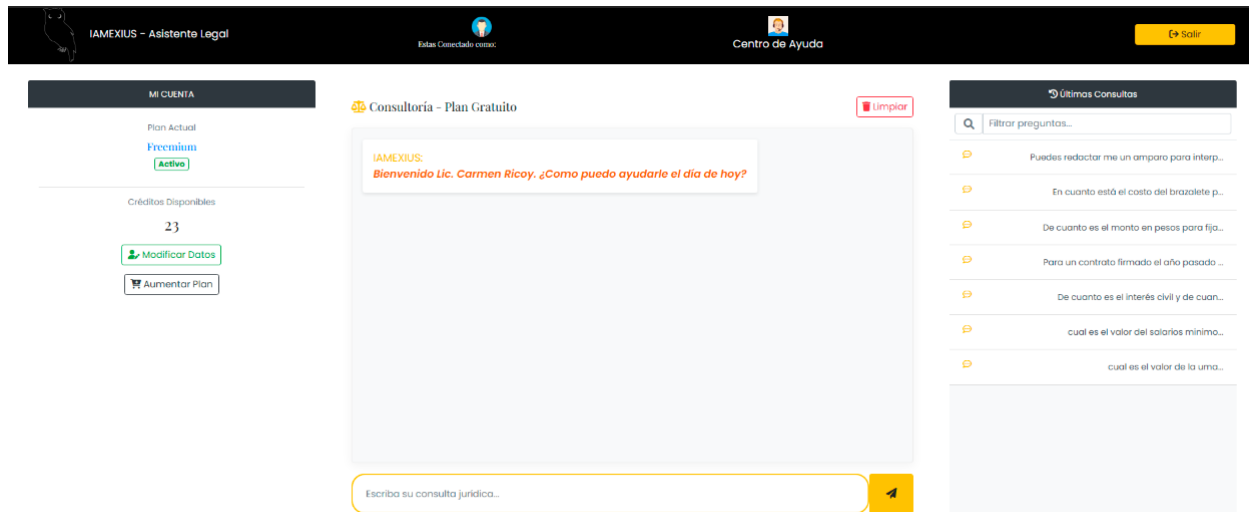 IAMEXIUS - Asistente Legal
Estas Conectado como:
Centro de Ayuda
Salir
MI CUENTA
Plan Actual
Freemium
Activo
Créditos Disponibles
23
Modificar Datos
Aumentar Plan
Consultoría - Plan Gratuito
Limpiar
IAMEXIUS:
Bienvenido Lic. Carmen Ricoy. ¿Como puedo ayudarle el día de hoy?
Escriba su consulta jurídica...
Últimas Consultas
Filtrar preguntas...
Puedes redactar me un amparo para interp...
En cuanto está el costo del brazalete p...
De cuanto es el monto en pesos para fija...
Para un contrato firmado el año pasado ...
De cuanto es el interés civil y de cuan...
cual es el valor del salarios minimo...
cual es el valor de la uma...